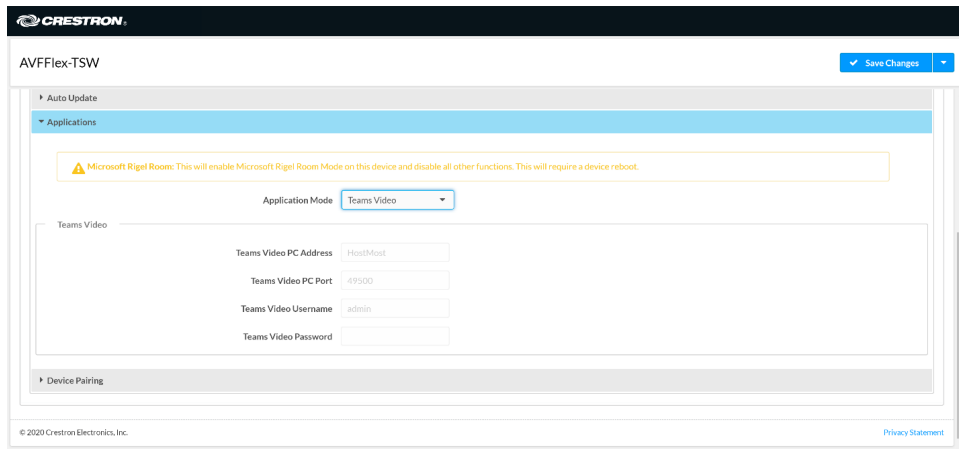 CRESTRON®
AVFFlex-TSW
Save Changes
Auto Update
Applications
Microsoft Rigel Room: This will enable Microsoft Rigel Room Mode on this device and disable all other functions. This will require a device reboot.
Application Mode Teams Video
Teams Video
Teams Video PC Address HostMost
Teams Video PC Port 49500
Teams Video Username admin
Teams Video Password
Device Pairing
© 2020 Crestron Electronics, Inc. Privacy Statement